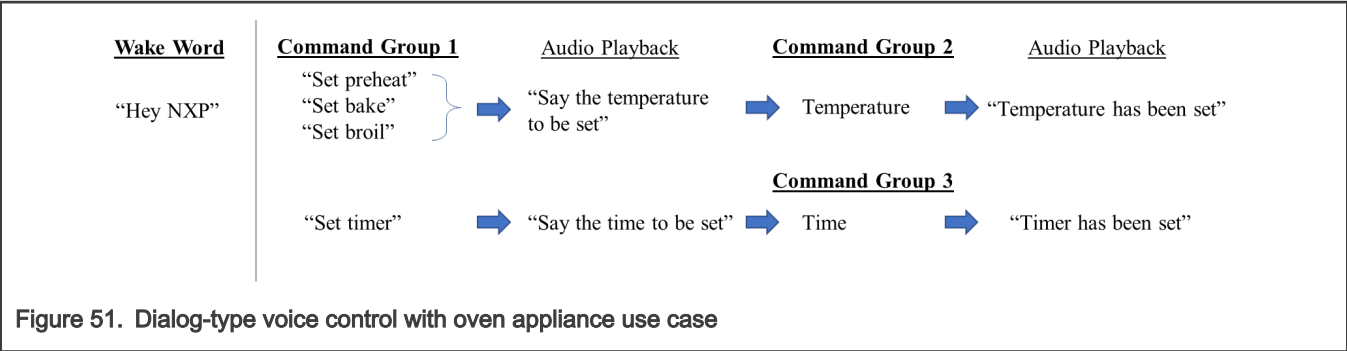 Wake Word
Command Group 1
Audio Playback
Command Group 2
Audio Playback
“Hey NXP”
“Set preheat”
“Set bake”
“Set broil”
“Say the temperature
to be set”
Temperature
“Temperature has been set”
Command Group 3
“Set timer”
“Say the time to be set”
Time
“Timer has been set”
Figure 51. Dialog-type voice control with oven appliance use case